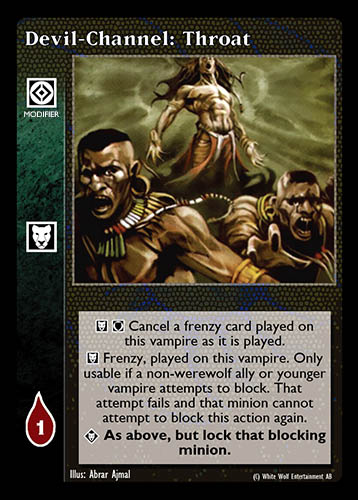 Devil-Channel: Throat
MODIFIER
Cancel a frenzy card played on
this vampire as it is played.
Frenzy, played on this vampire. Only
usable if a non-werewolf ally or younger
vampire attempts to block. That
attempt fails and that minion cannot
attempt to block this action again.
As above, but lock that blocking
minion.
1
Illus: Abrar Ajmal
(C) White Wolf Entertainment AB